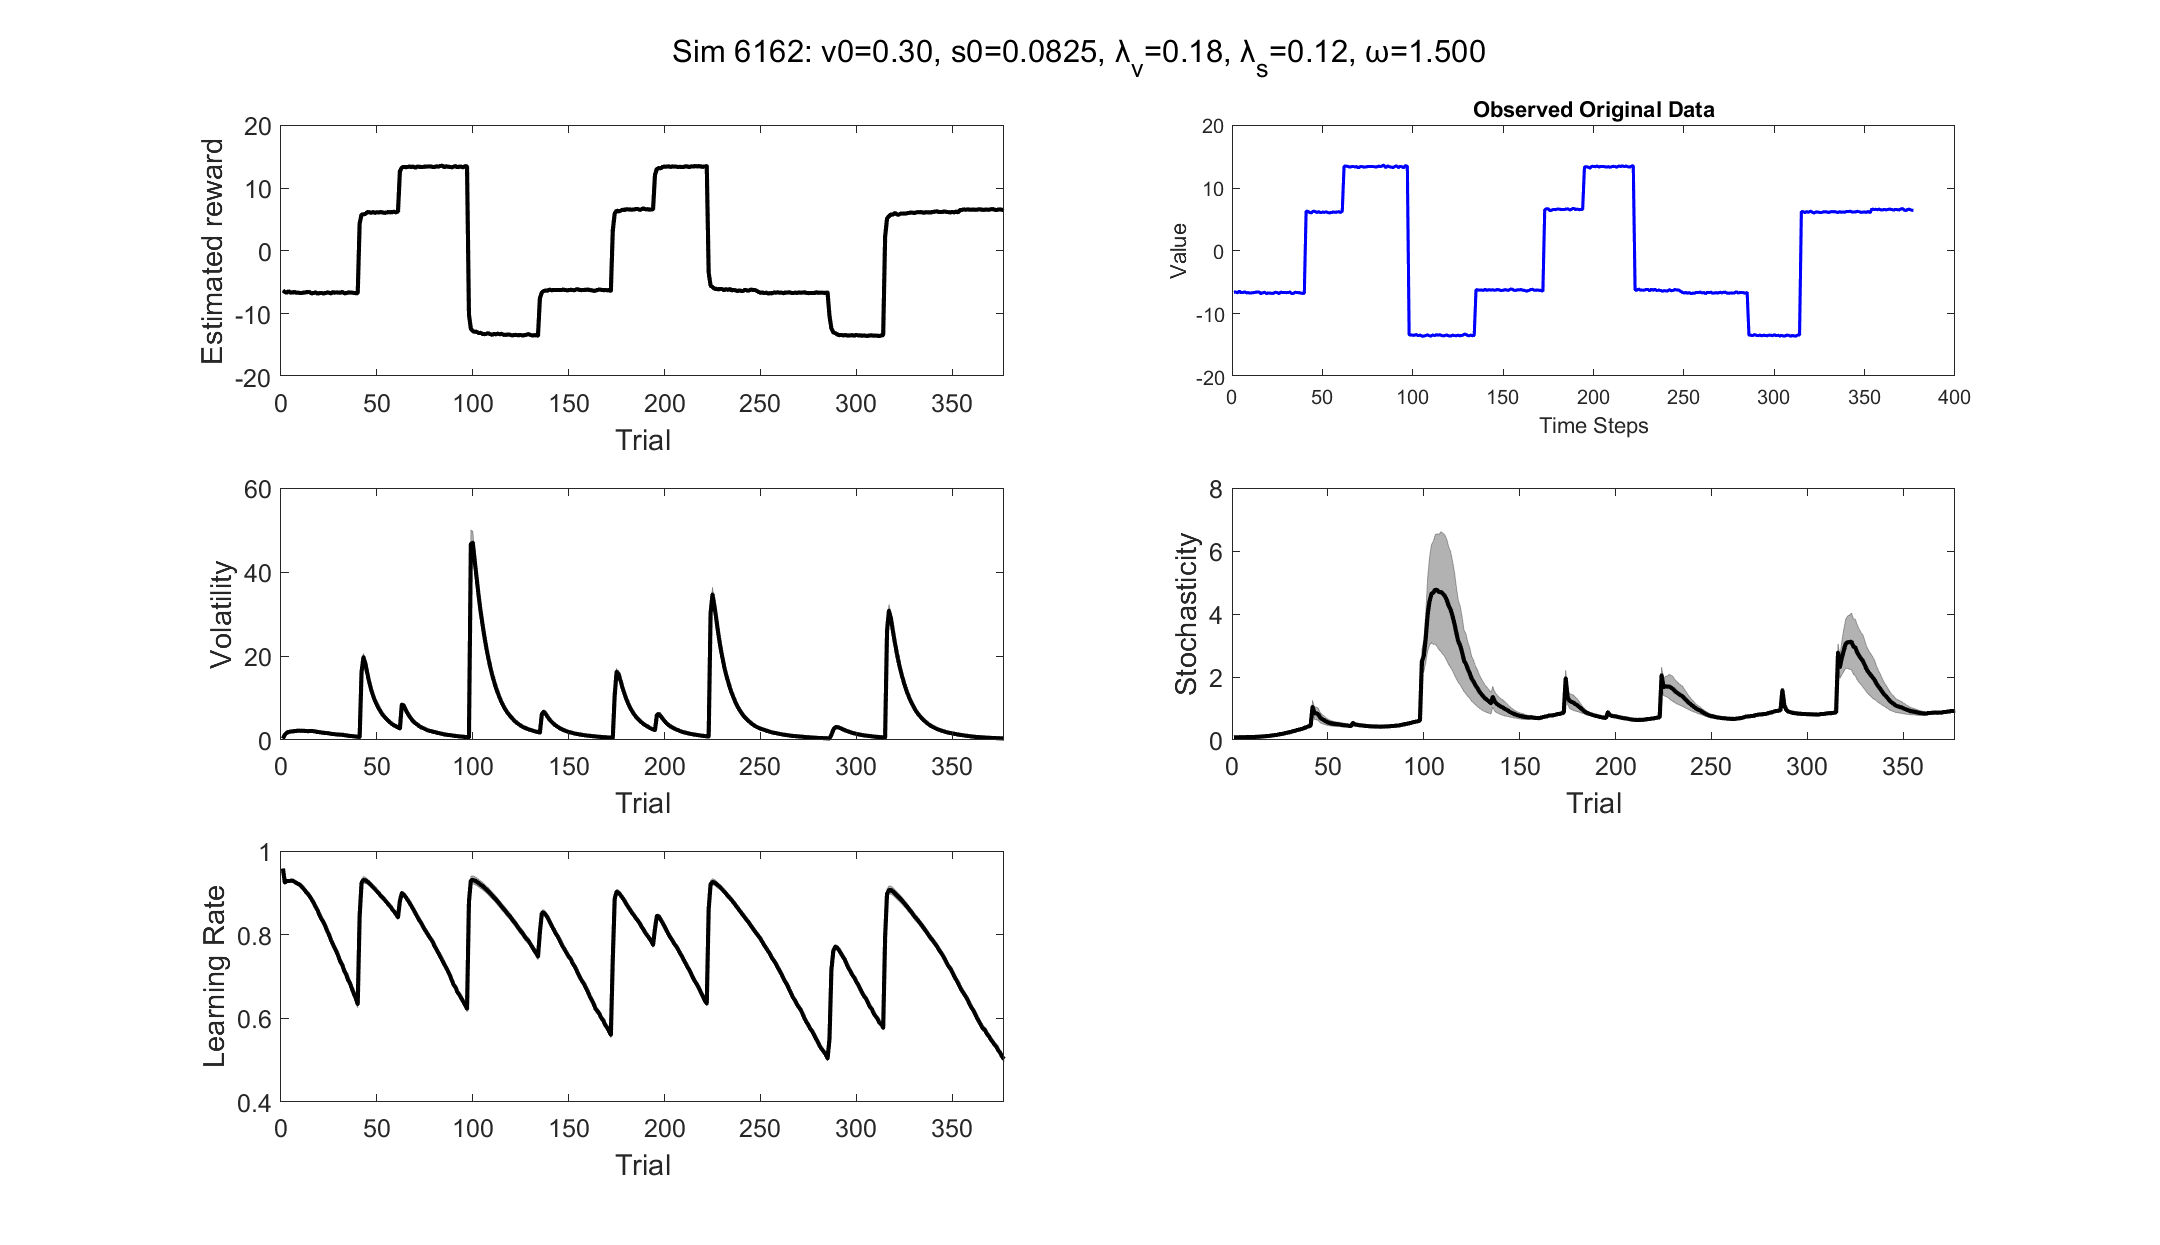 Sim 6162: v0=0.30, s0=0.0825, λ_v=0.18, λ_s=0.12, ω=1.500
Estimated reward
20
10
0
-10
-20
0 50 100 150 200 250 300 350
Trial
Observed Original Data
Value
20
10
0
-10
-20
0 50 100 150 200 250 300 350 400
Time Steps
Volatility
60
40
20
0
0 50 100 150 200 250 300 350
Trial
Stochasticity
8
6
4
2
0
0 50 100 150 200 250 300 350
Trial
Learning Rate
1
0.8
0.6
0.4
0 50 100 150 200 250 300 350
Trial